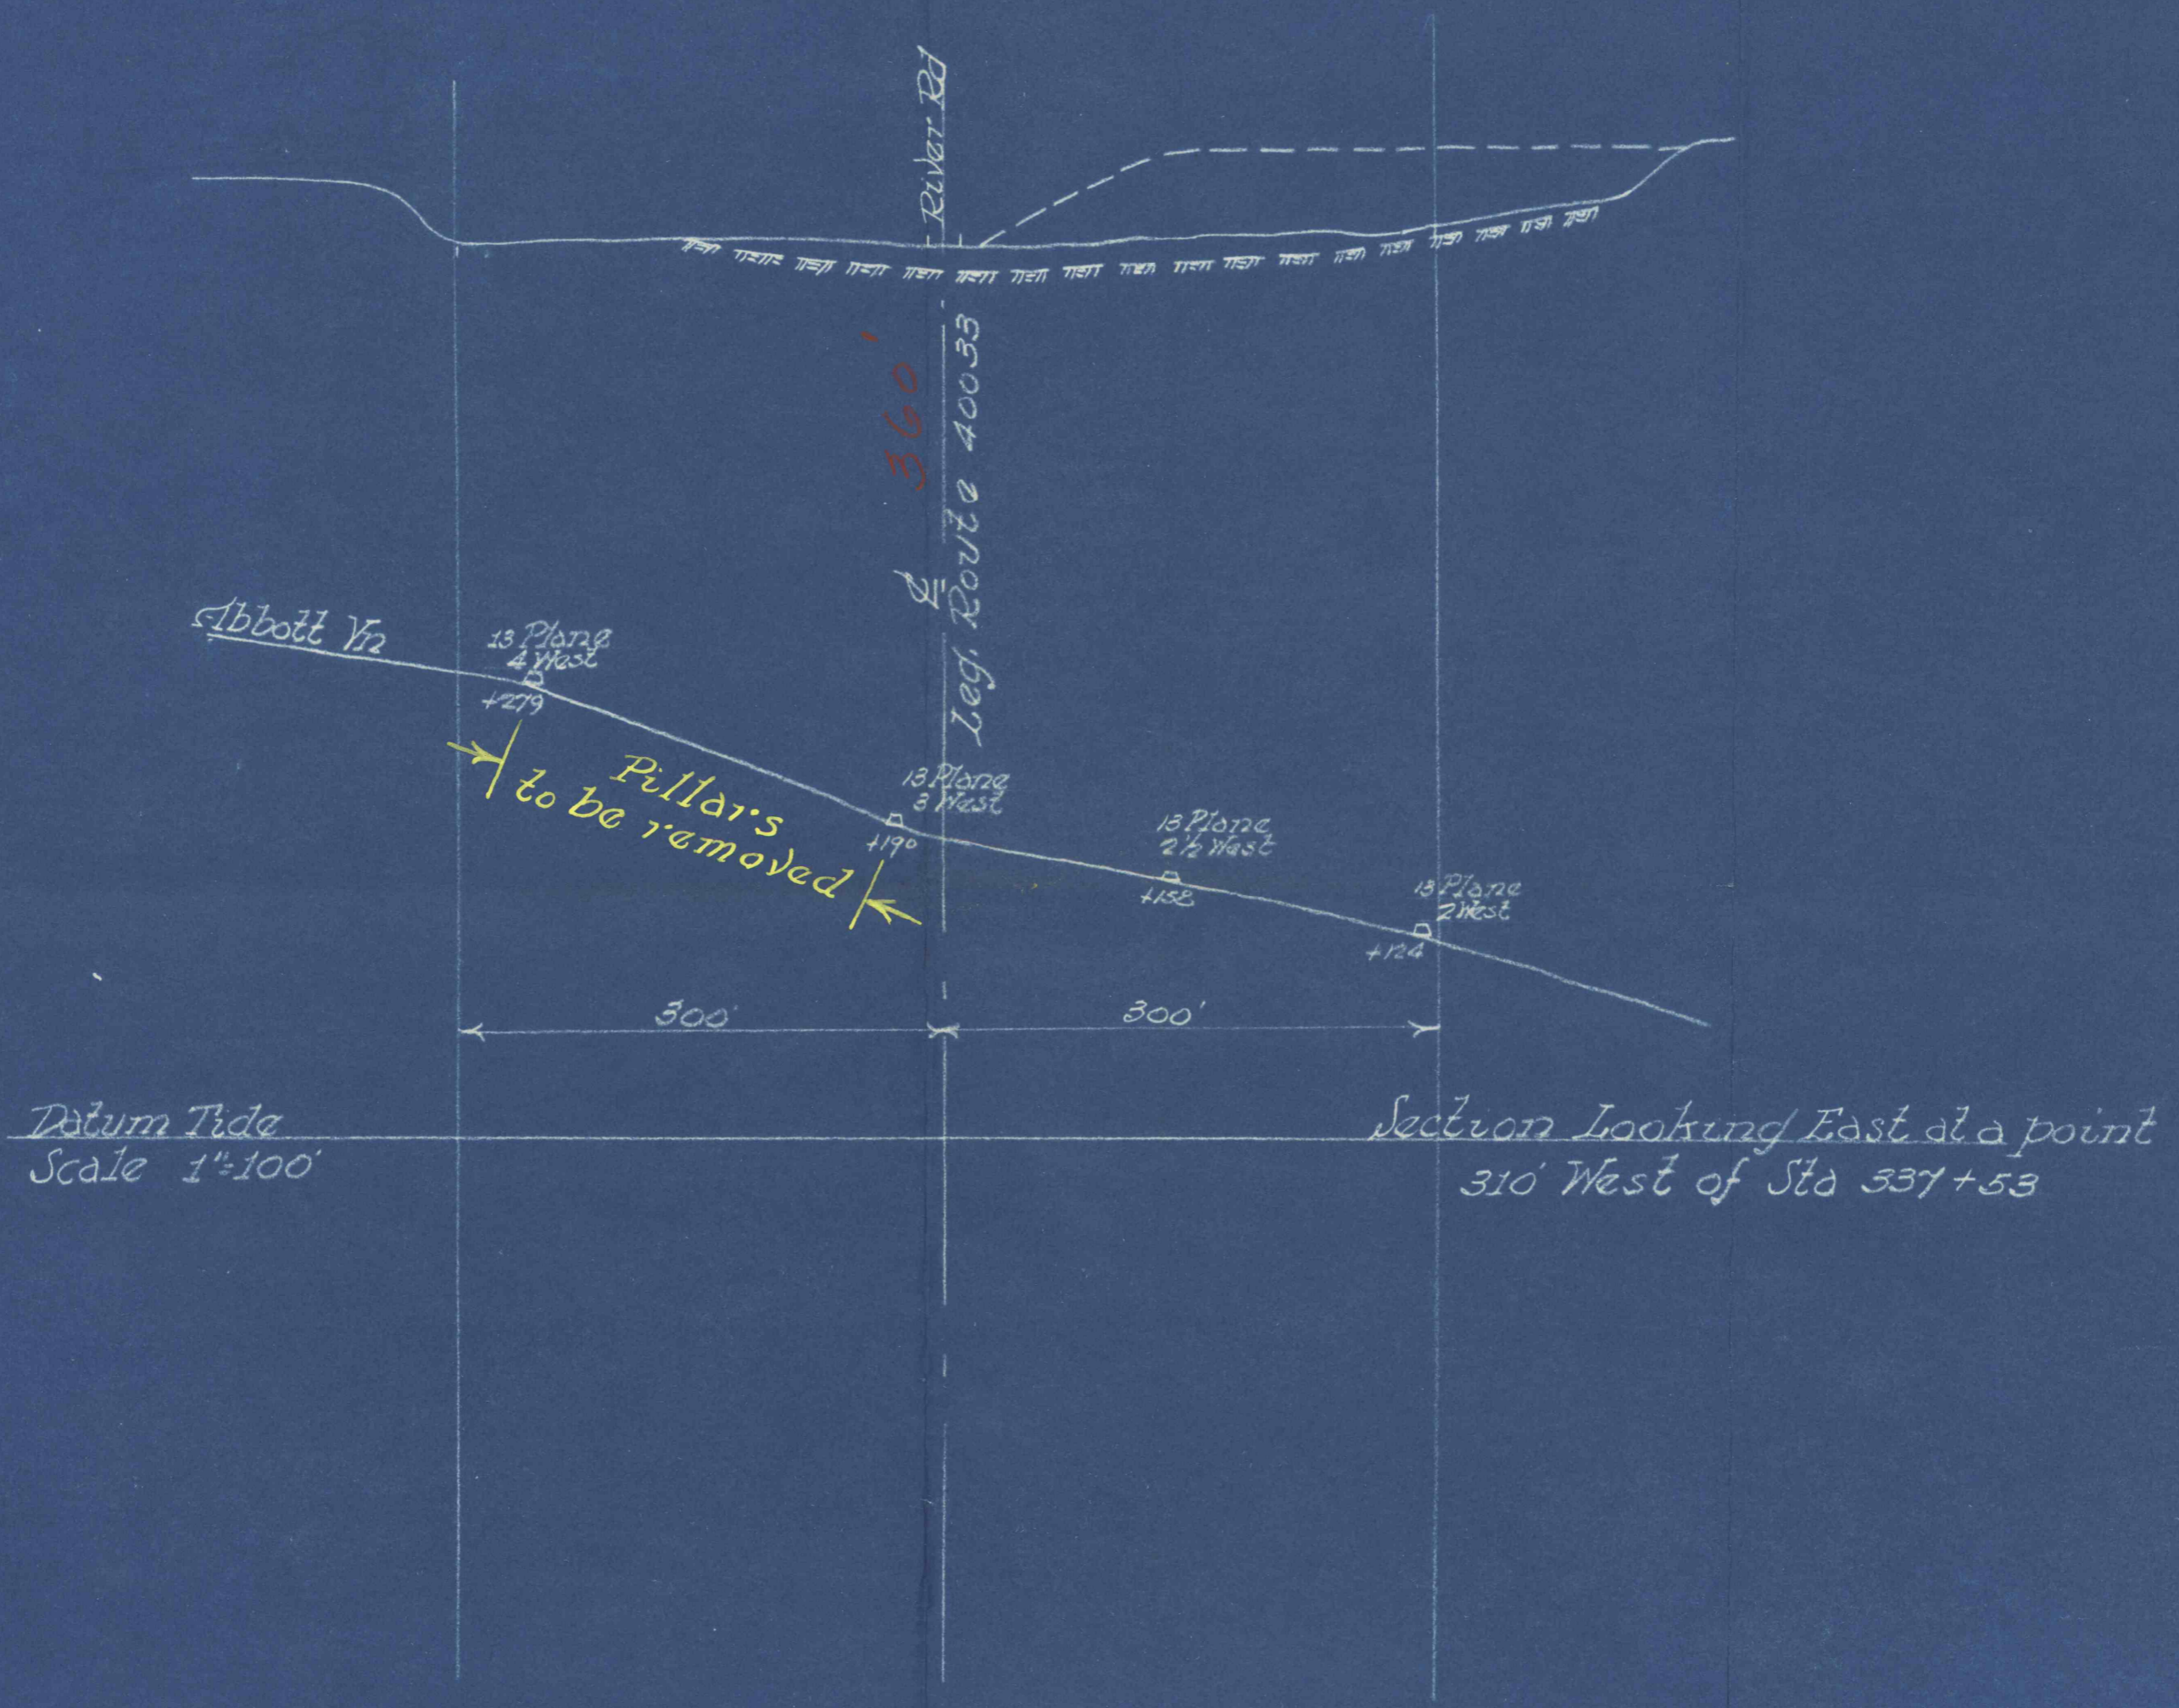 River Rd
360'
℄ Leg. Route 40033
Abbott Vn
13 Plane
4 West
+279
Pillars
to be removed
13 Plane
3 West
+190
13 Plane
2½ West
+158
13 Plane
2 West
+124
300'
300'
Datum Tide
Scale 1"=100'
Section Looking East at a point
310' West of Sta 337+53